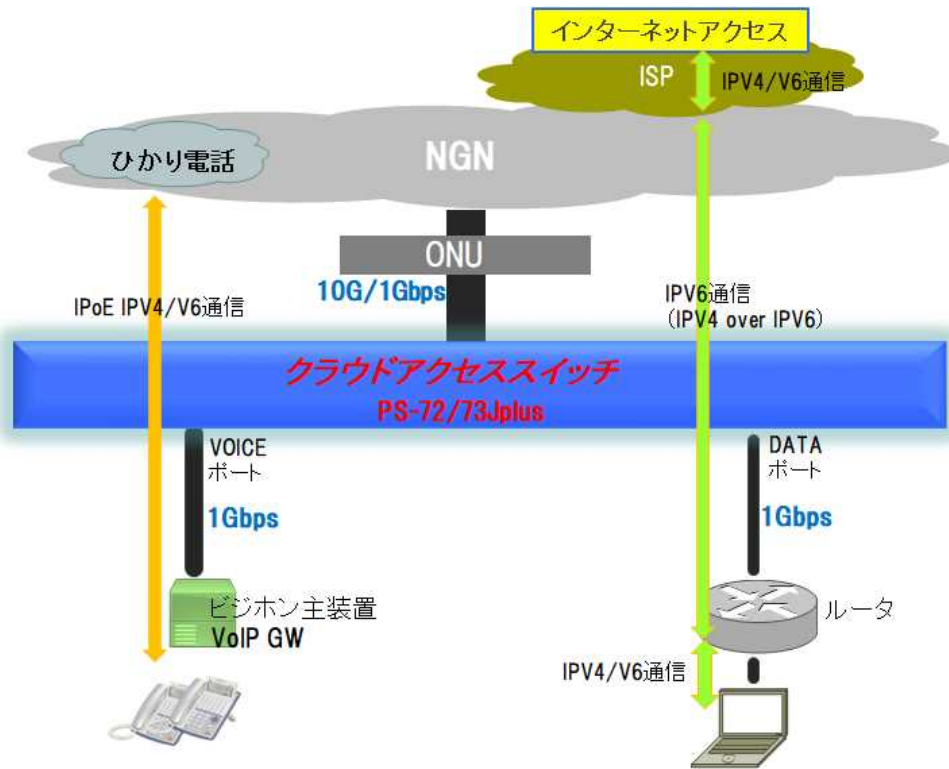 インターネットアクセス
ISP
IPV4/V6通信
ひかり電話
NGN
ONU
10G/1Gbps
IPoE IPV4/V6通信
IPV6通信
(IPV4 over IPV6)
クラウドアクセススイッチ
PS-72/73Jplus
VOICE
ポート
1Gbps
DATA
ポート
1Gbps
ビジホン主装置
VoIP GW
ルータ
IPV4/V6通信